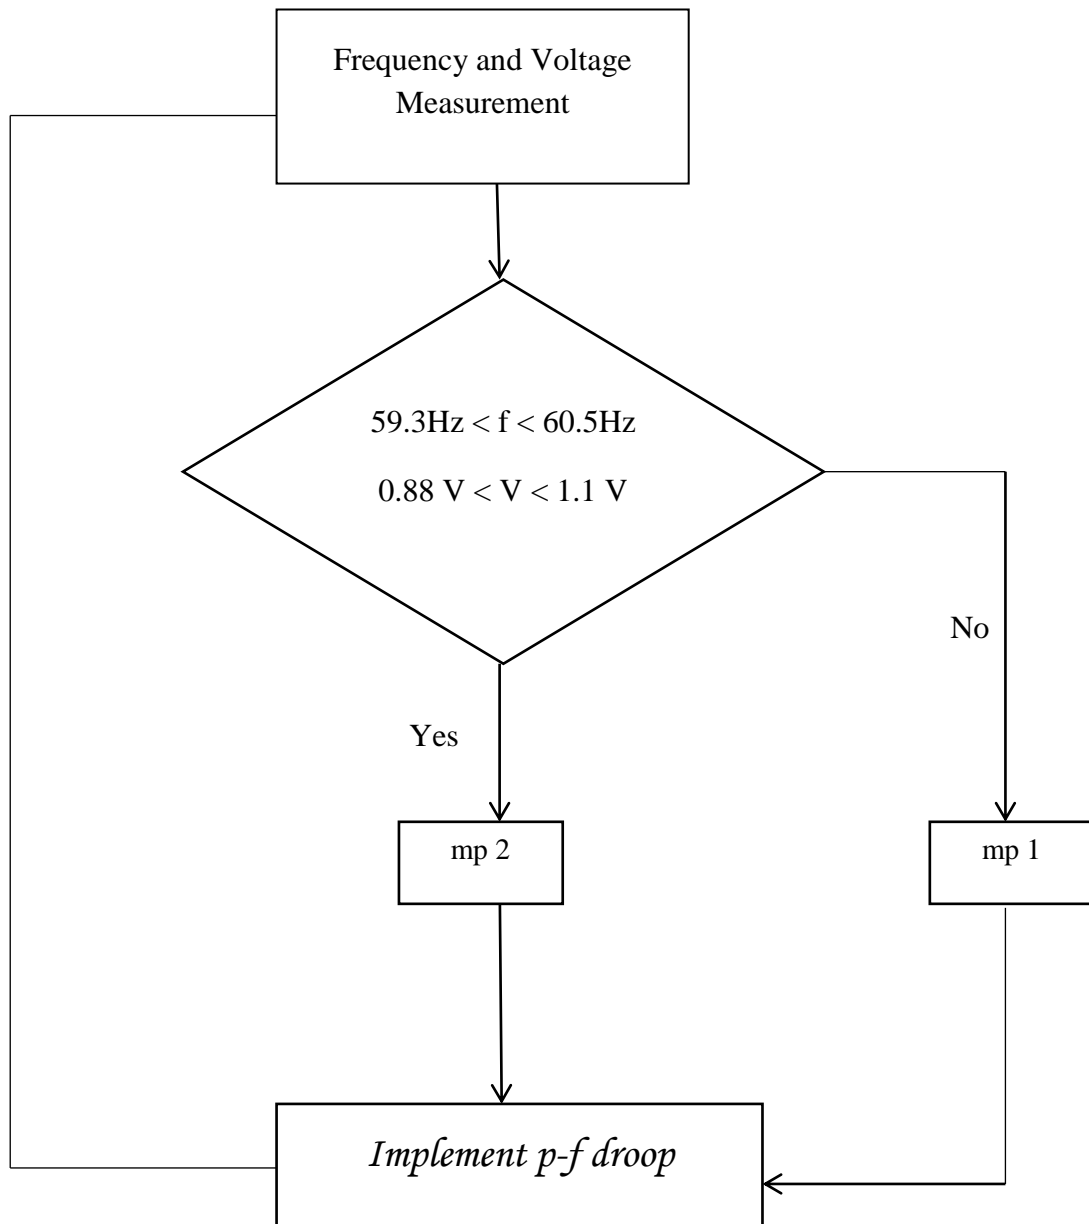 Frequency and Voltage
Measurement
59.3Hz < f < 60.5Hz
0.88 V < V < 1.1 V
No
Yes
mp 2
mp 1
Implement p-f droop